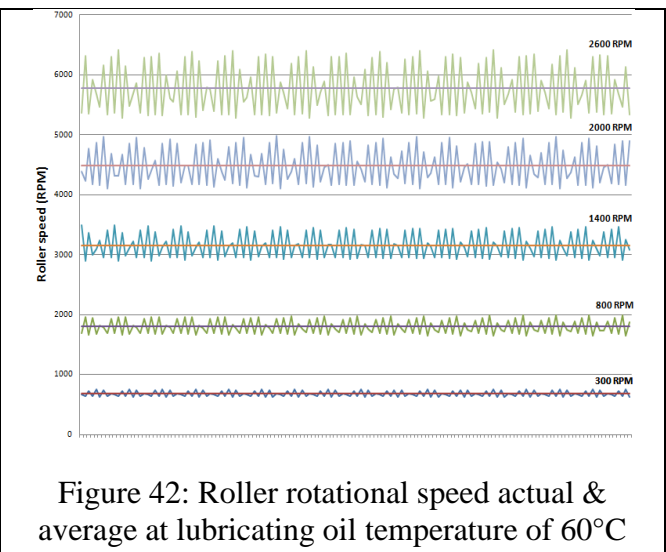 7000
2600 RPM
6000
5000
2000 RPM
Roller speed (RPM)
4000
1400 RPM
3000
800 RPM
2000
1000
300 RPM
0
Figure 42: Roller rotational speed actual &
average at lubricating oil temperature of 60°C